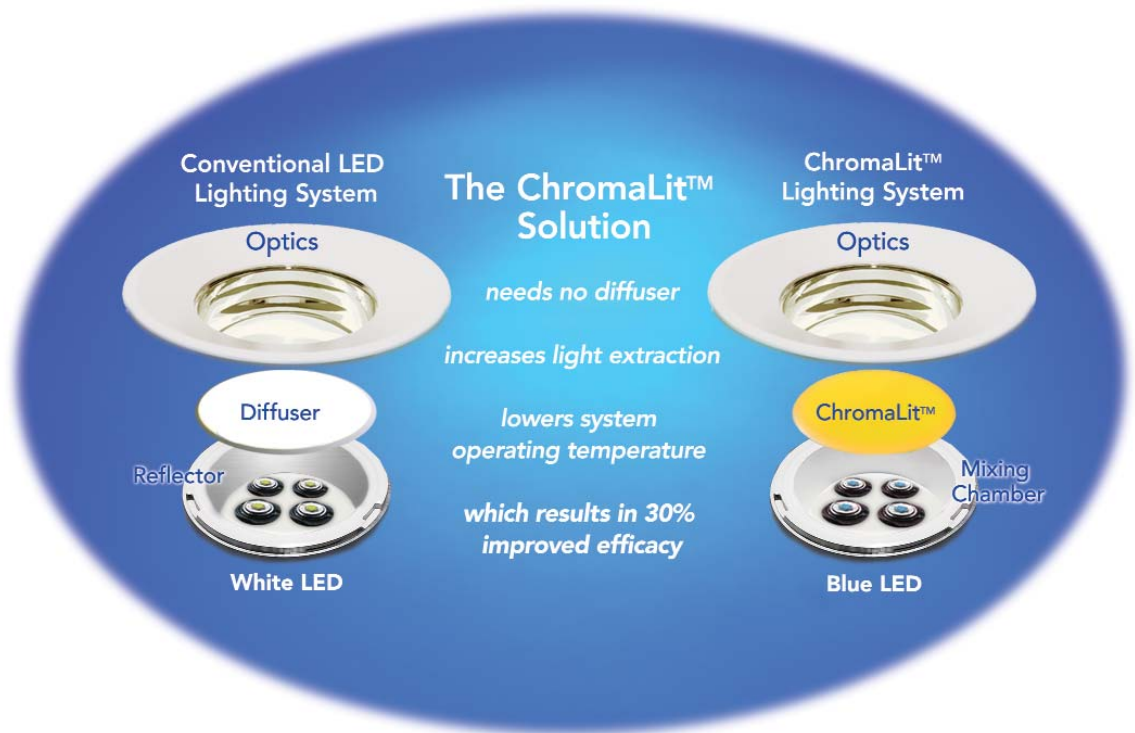 Conventional LED
Lighting System
Optics
Diffuser
Reflector
White LED
The ChromaLit™
Solution
needs no diffuser
increases light extraction
lowers system
operating temperature
which results in 30%
improved efficacy
ChromaLit™
Lighting System
Optics
ChromaLit™
Mixing
Chamber
Blue LED